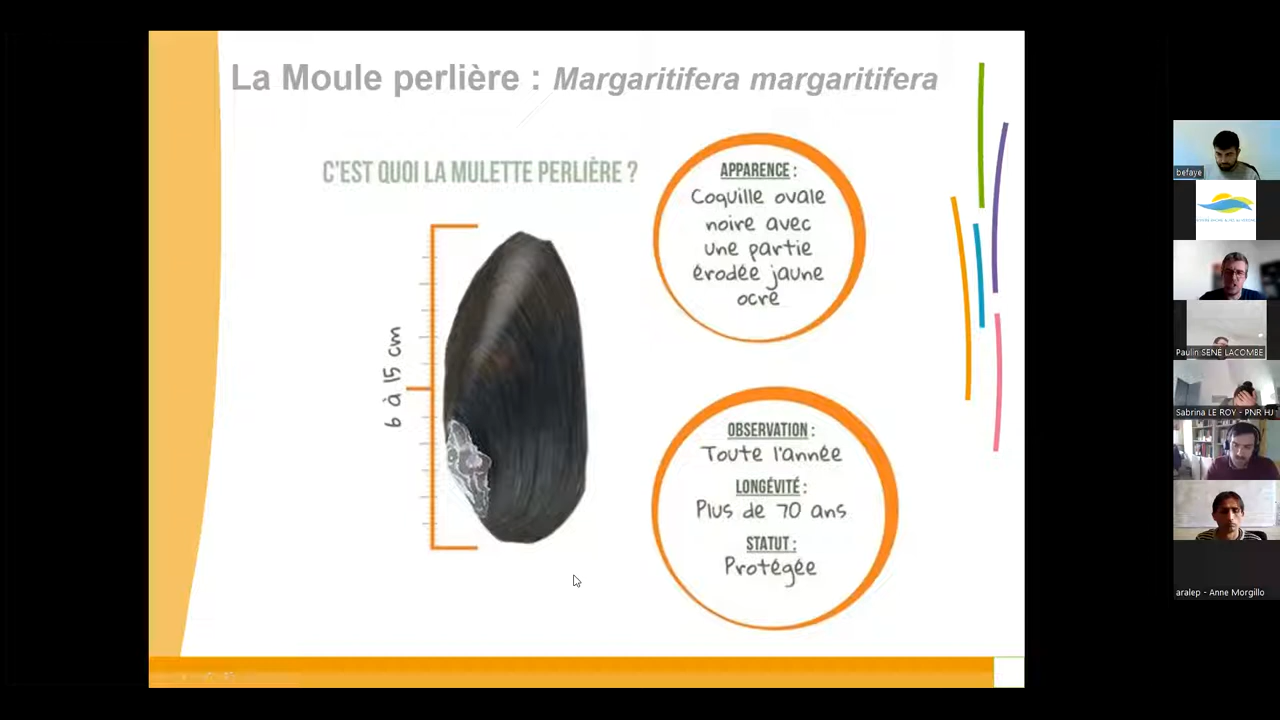 La Moule perlière : Margaritifera margaritifera
C'EST QUOI LA MULETTE PERLIÈRE ?
6 à 15 cm
APPARENCE :
Coquille ovale
noire avec
une partie
érodée jaune
ocre
OBSERVATION :
Toute l'année
LONGÉVITÉ :
Plus de 70 ans
STATUT :
Protégée
befaye
Paulin SENÉ LACOMBE
Sabrina LE ROY - PNR HJ
aralep - Anne Morgillo